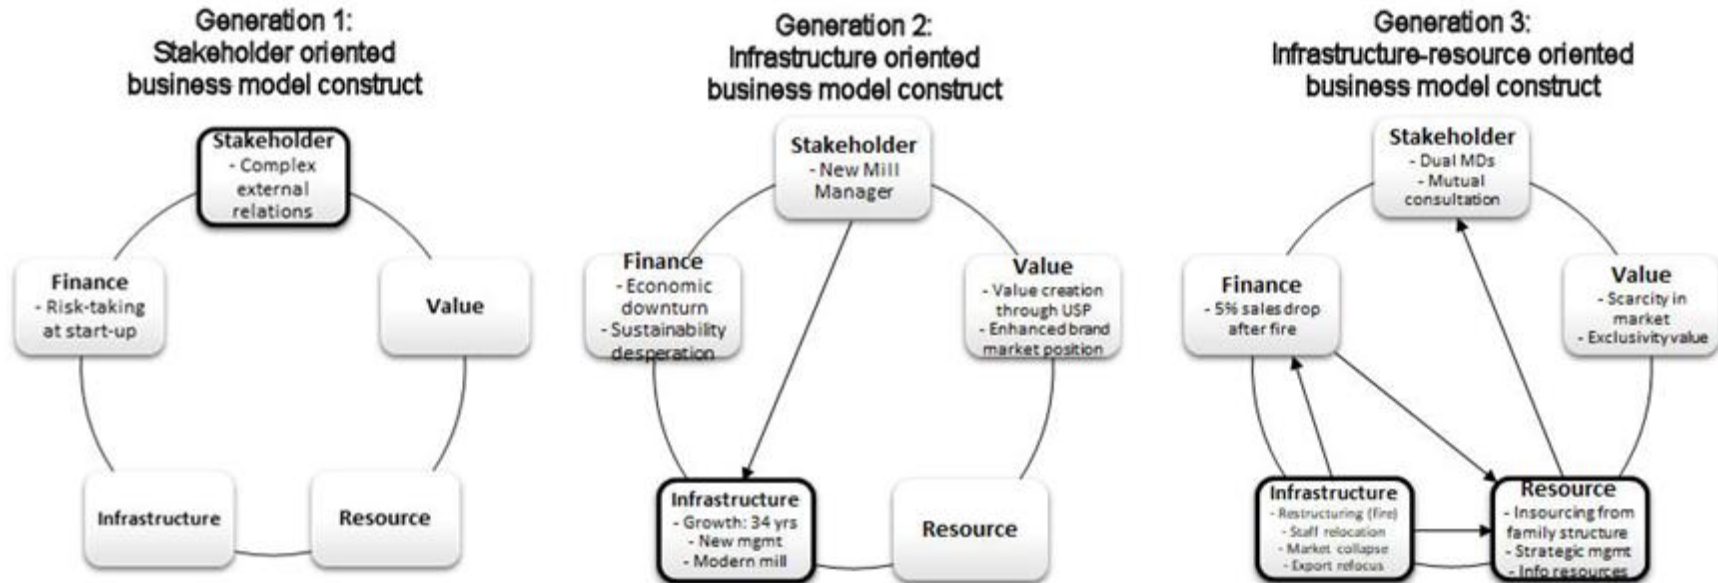 Generation 1:
Stakeholder oriented
business model construct
Stakeholder
- Complex
external
relations
Finance
- Risk-taking
at start-up
Value
Infrastructure
Resource
Generation 2:
Infrastructure oriented
business model construct
Stakeholder
- New Mill
Manager
Finance
- Economic
downturn
- Sustainability
desperation
Value
- Value creation
through USP
- Enhanced brand
market position
Infrastructure
- Growth: 34 yrs
- New mgmt
- Modern mill
Resource
Generation 3:
Infrastructure-resource oriented
business model construct
Stakeholder
- Dual MDs
- Mutual
consultation
Finance
- 5% sales drop
after fire
Value
- Scarcity in
market
- Exclusivity value
Infrastructure
- Restructuring (fire)
- Staff relocation
- Market collapse
- Export refocus
Resource
- Insourcing from
family structure
- Strategic mgmt
- Info resources